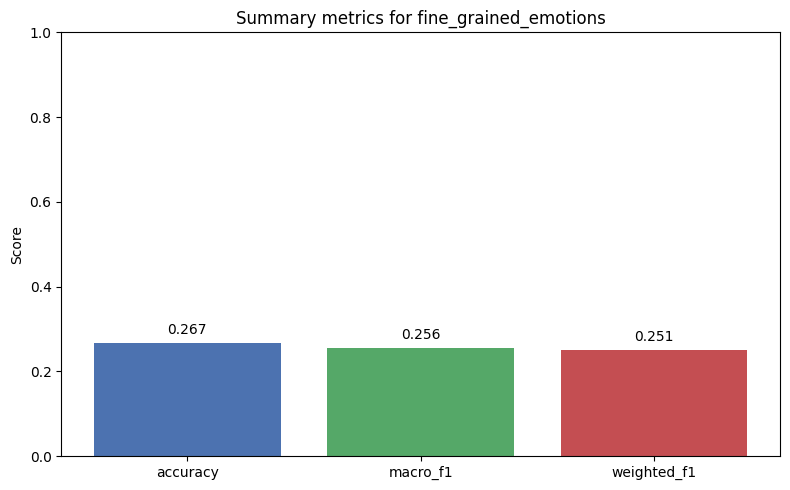 Summary metrics for fine_grained_emotions
1.0
0.8
0.6
0.4
0.2
0.0
Score
0.267
0.256
0.251
accuracy
macro_f1
weighted_f1